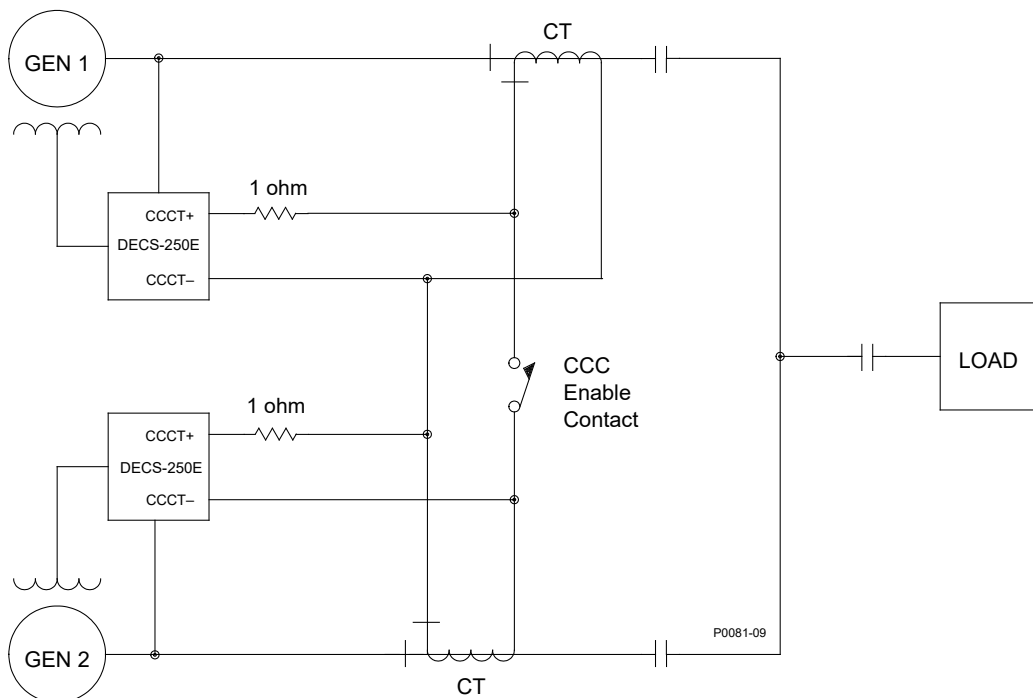 CT
GEN 1
1 ohm
CCCT+
DECS-250E
CCCT–
CCC
Enable
Contact
LOAD
1 ohm
CCCT+
DECS-250E
CCCT–
P0081-09
GEN 2
CT